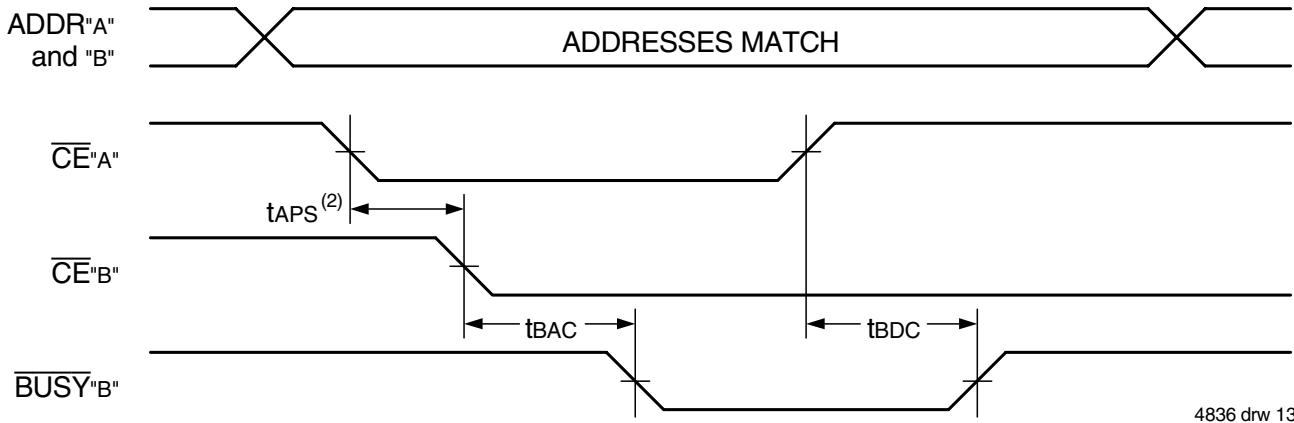 ADDR"A"
and "B"
ADDRESSES MATCH
CE"A"
tAPS (2)
CE"B"
tBAC
tBDC
BUSY"B"
4836 drw 13